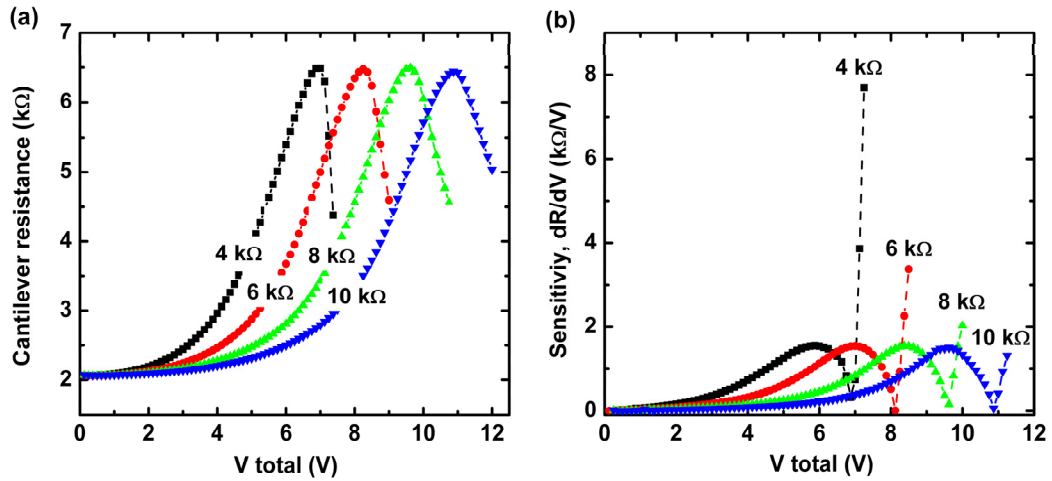 (a)
7
6
5
4
3
2
Cantilever resistance (kΩ)
4 kΩ
8 kΩ
6 kΩ
10 kΩ
0 2 4 6 8 10 12
V total (V)
(b)
8
6
4
2
0
Sensitiviy, dR/dV (kΩ/V)
4 kΩ
6 kΩ
8 kΩ
10 kΩ
0 2 4 6 8 10 12
V total (V)